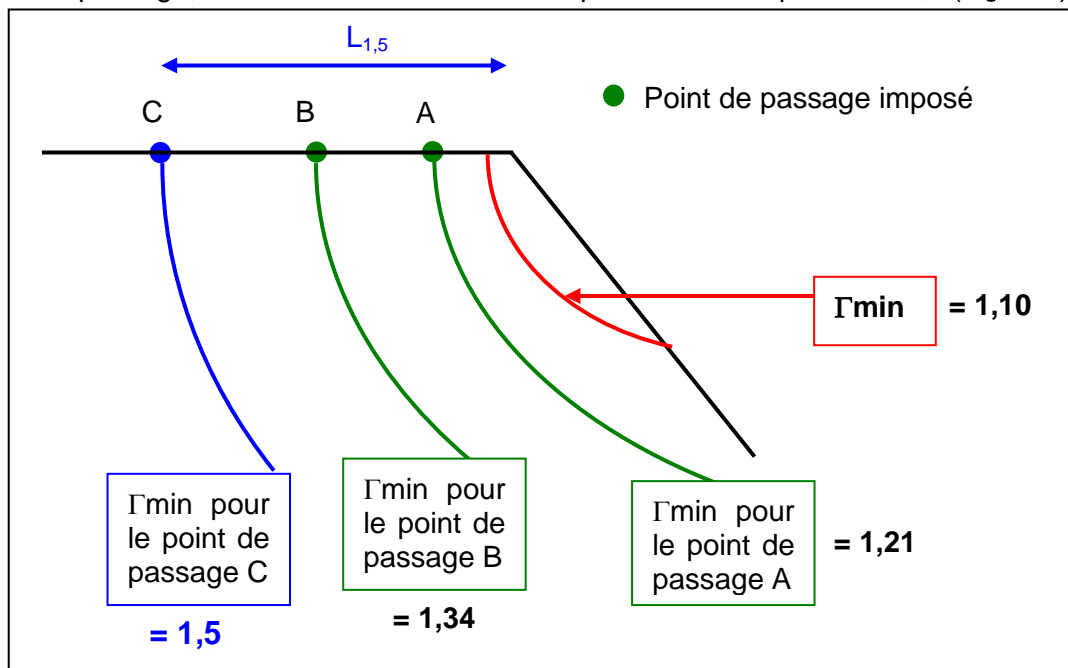 L1,5
C
B
A
Point de passage imposé
Γmin
= 1,10
Γmin pour
le point de
passage C
= 1,5
Γmin pour
le point de
passage B
= 1,34
Γmin pour
le point de
passage A
= 1,21